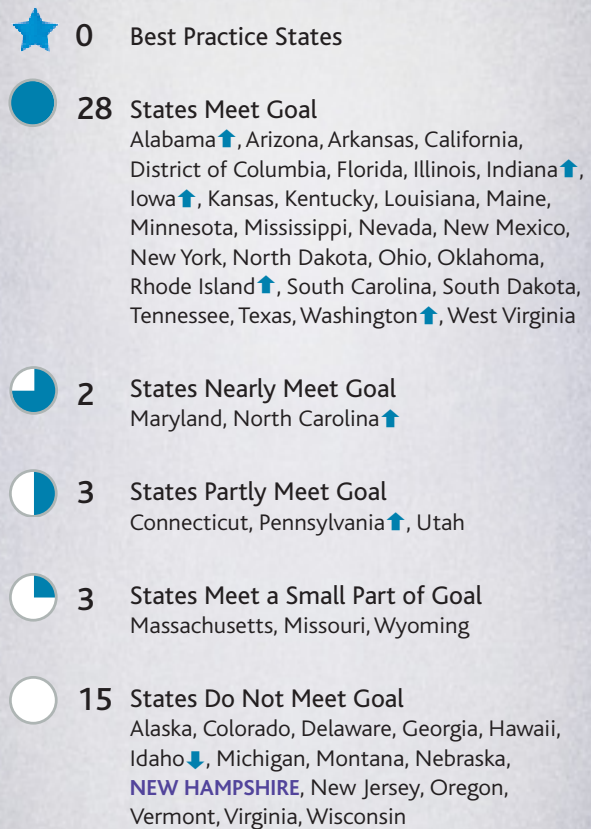 0 Best Practice States
28 States Meet Goal
Alabama⬆, Arizona, Arkansas, California,
District of Columbia, Florida, Illinois, Indiana⬆,
Iowa⬆, Kansas, Kentucky, Louisiana, Maine,
Minnesota, Mississippi, Nevada, New Mexico,
New York, North Dakota, Ohio, Oklahoma,
Rhode Island⬆, South Carolina, South Dakota,
Tennessee, Texas, Washington⬆, West Virginia
2 States Nearly Meet Goal
Maryland, North Carolina⬆
3 States Partly Meet Goal
Connecticut, Pennsylvania⬆, Utah
3 States Meet a Small Part of Goal
Massachusetts, Missouri, Wyoming
15 States Do Not Meet Goal
Alaska, Colorado, Delaware, Georgia, Hawaii,
Idaho⬇, Michigan, Montana, Nebraska,
NEW HAMPSHIRE, New Jersey, Oregon,
Vermont, Virginia, Wisconsin